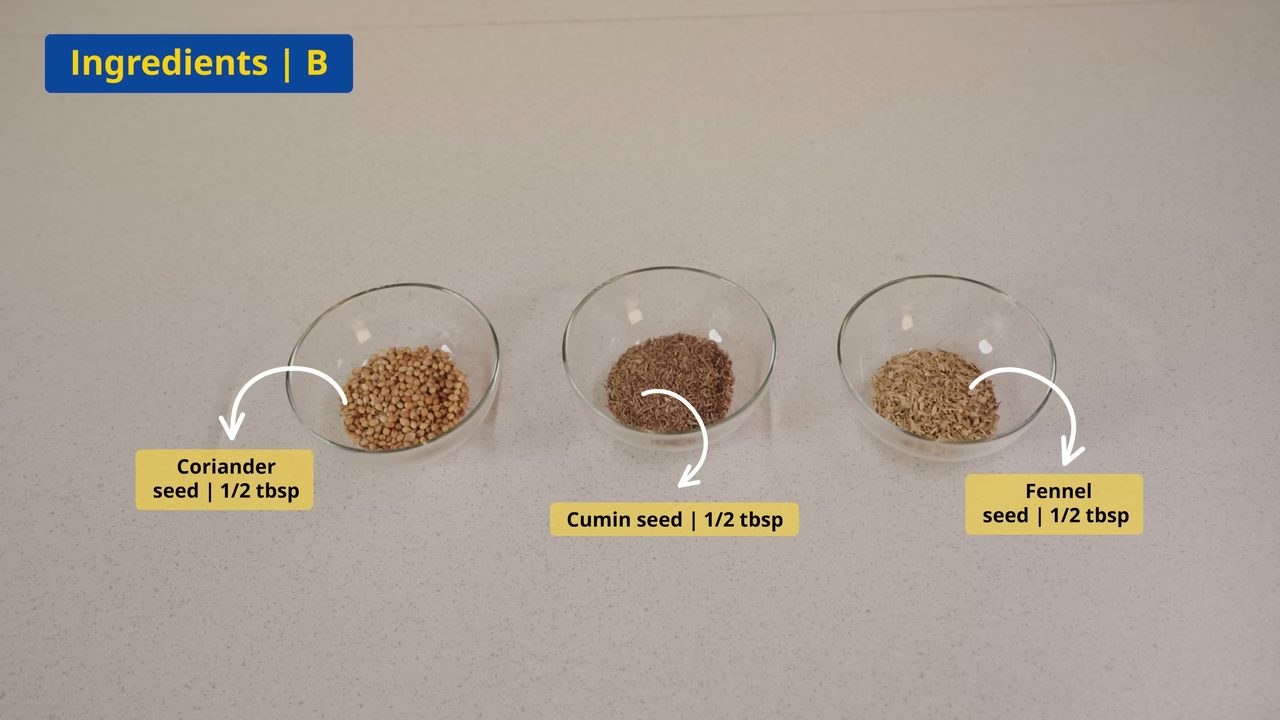 Ingredients | B
Coriander
seed | 1/2 tbsp
Cumin seed | 1/2 tbsp
Fennel
seed | 1/2 tbsp